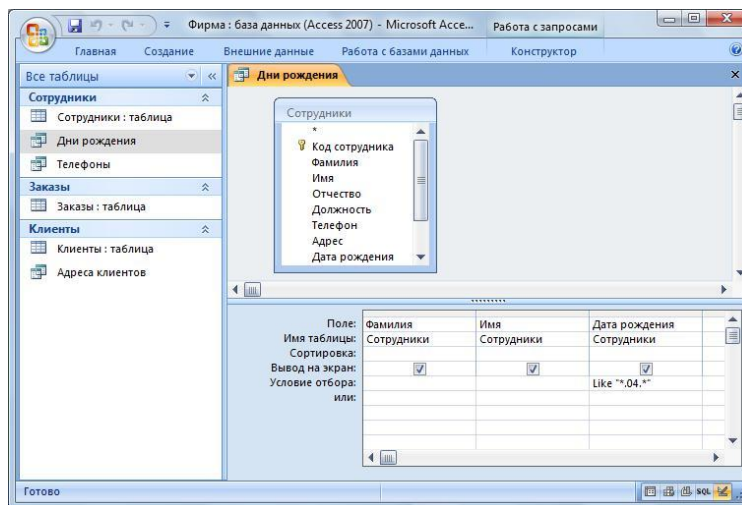 Фирма : база данных (Access 2007) - Microsoft Acce...
Работа с запросами
Главная Создание Внешние данные Работа с базами данных Конструктор
Все таблицы
Дни рождения
Сотрудники
Сотрудники : таблица
Дни рождения
Телефоны
Заказы
Заказы : таблица
Клиенты
Клиенты : таблица
Адреса клиентов
Сотрудники
*
Код сотрудника
Фамилия
Имя
Отчество
Должность
Телефон
Адрес
Дата рождения
Поле: Фамилия Имя Дата рождения
Имя таблицы: Сотрудники Сотрудники Сотрудники
Сортировка:
Вывод на экран:
Условие отбора: Like "*.04.*"
или:
Готово
SQL